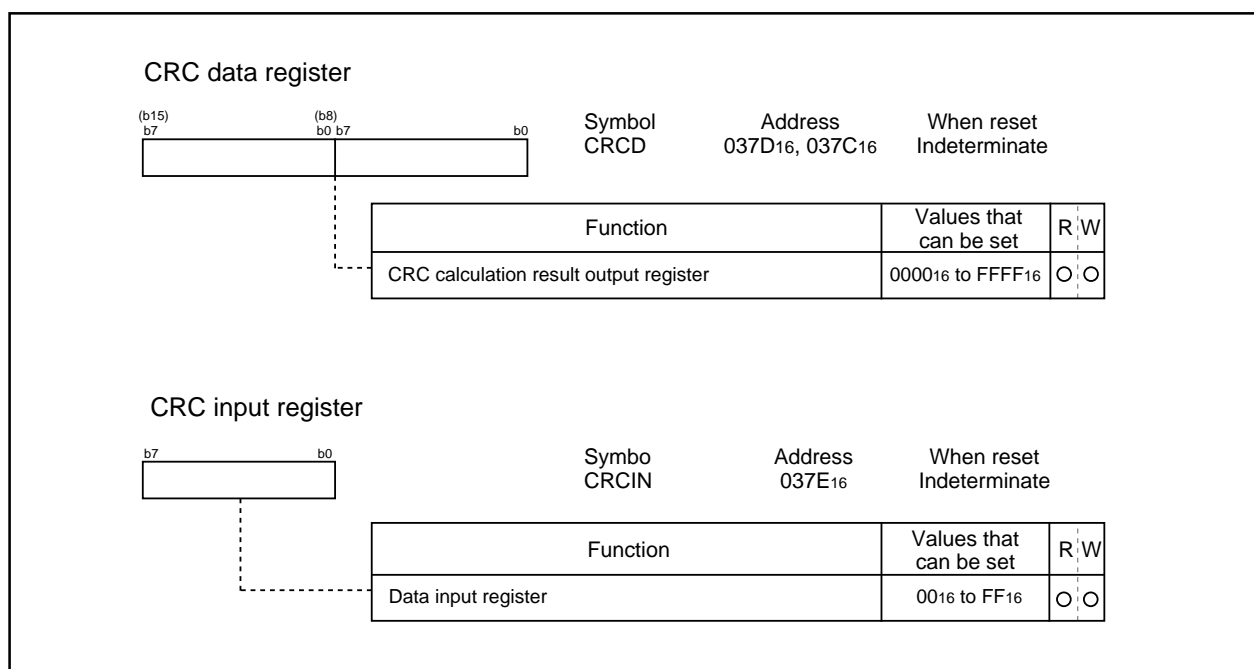 CRC data register
(b15) (b8)
b7 b0 b7 b0
Symbol Address When reset
CRCD 037D16, 037C16 Indeterminate
Function Values that can be set R W
CRC calculation result output register 000016 to FFFF16 O O
CRC input register
b7 b0
Symbo Address When reset
CRCIN 037E16 Indeterminate
Function Values that can be set R W
Data input register 0016 to FF16 O O